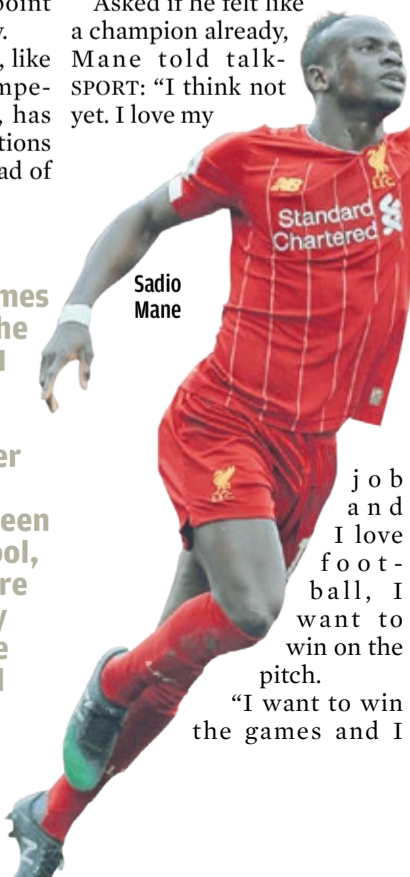 point
y.
, like
mpe-
, has
tions
ad of
mes
he
er
een
ool,
re
y
e
Asked if he felt like
a champion already,
Mane told talk-
SPORT: “I think not
yet. I love my
Sadio
Mane
NB
Standard
Chartered
L.F.C.
L.F.C.
job
and
I love
foot-
ball, I
want to
win on the
pitch.
“I want to win
the games and I